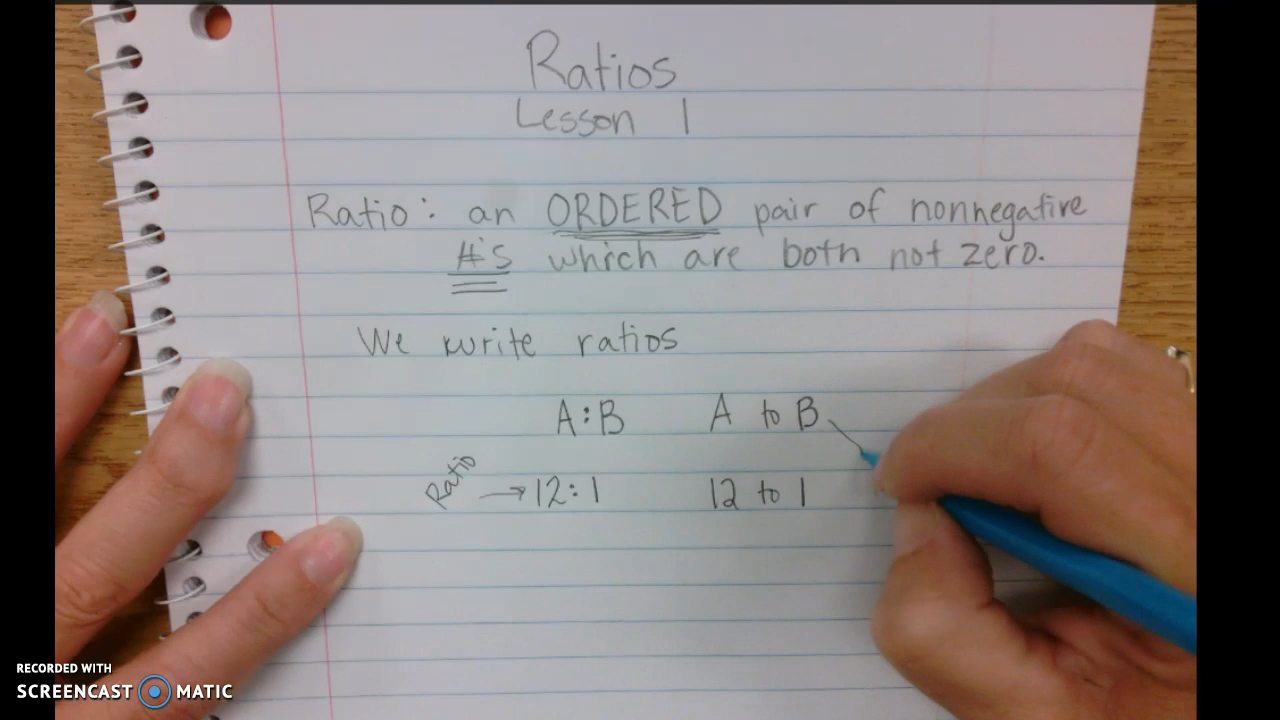 Ratios
Lesson 1
Ratio: an ORDERED pair of nonnegative
#'s which are both not zero.
We write ratios
A:B A to B
Ratio → 12:1 12 to 1
RECORDED WITH
SCREENCAST MATIC